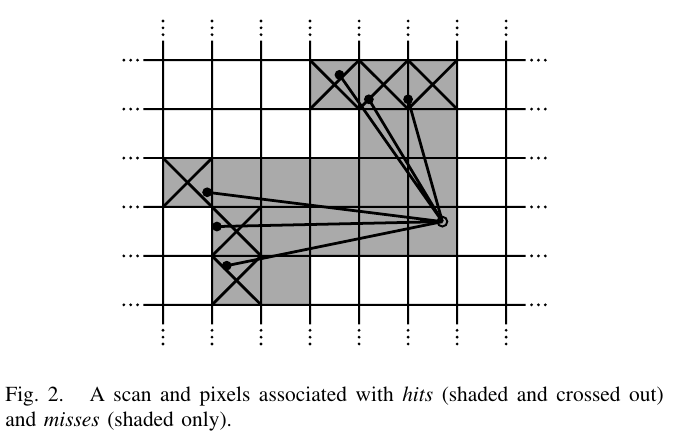 Fig. 2. A scan and pixels associated with hits (shaded and crossed out)
and misses (shaded only).